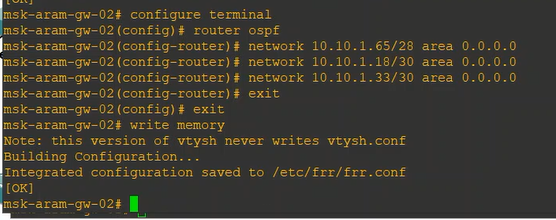 [OK]
msk-aram-gw-02# configure terminal
msk-aram-gw-02(config)# router ospf
msk-aram-gw-02(config-router)# network 10.10.1.65/28 area 0.0.0.0
msk-aram-gw-02(config-router)# network 10.10.1.18/30 area 0.0.0.0
msk-aram-gw-02(config-router)# network 10.10.1.33/30 area 0.0.0.0
msk-aram-gw-02(config-router)# exit
msk-aram-gw-02(config)# exit
msk-aram-gw-02# write memory
Note: this version of vtysh never writes vtysh.conf
Building Configuration...
Integrated configuration saved to /etc/frr/frr.conf
[OK]
msk-aram-gw-02#